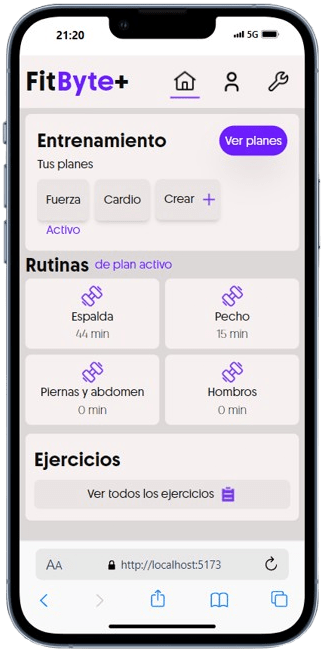 21:20 5G
FitByte+
Entrenamiento Ver planes
Tus planes
Fuerza Cardio Crear +
Activo
Rutinas de plan activo
Espalda Pecho
44 min 15 min
Piernas y abdomen Hombros
0 min 0 min
Ejercicios
Ver todos los ejercicios
AA http://localhost:5173